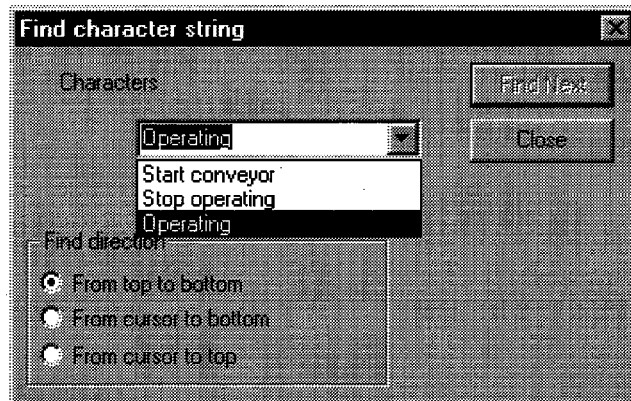 Find character string
Characters
Find Next
Operating
Close
Start conveyor
Stop operating
Operating
Find direction
From top to bottom
From cursor to bottom
From cursor to top